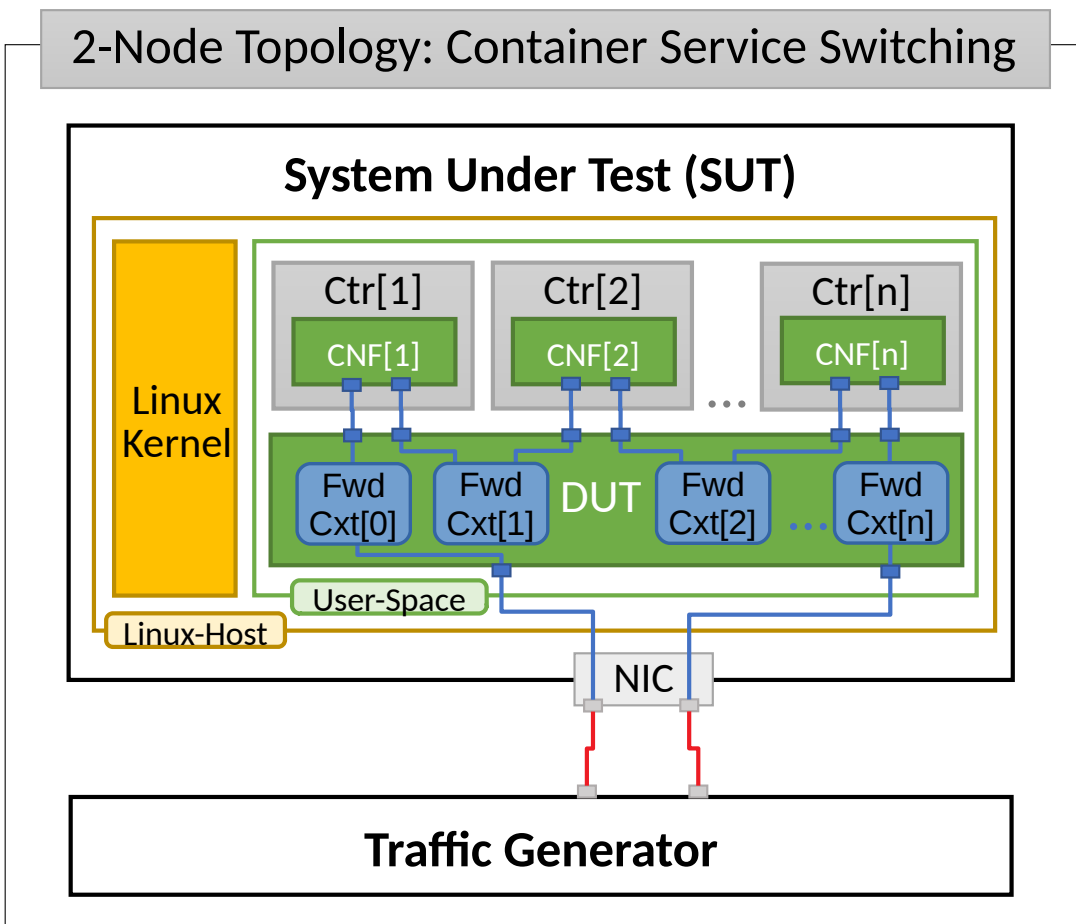 2-Node Topology: Container Service Switching
System Under Test (SUT)
Linux
Kernel
Ctr[1]
CNF[1]
Ctr[2]
CNF[2]
...
Ctr[n]
CNF[n]
Fwd
Cxt[0]
Fwd
Cxt[1]
DUT
Fwd
Cxt[2]
...
Fwd
Cxt[n]
User-Space
Linux-Host
NIC
Traffic Generator